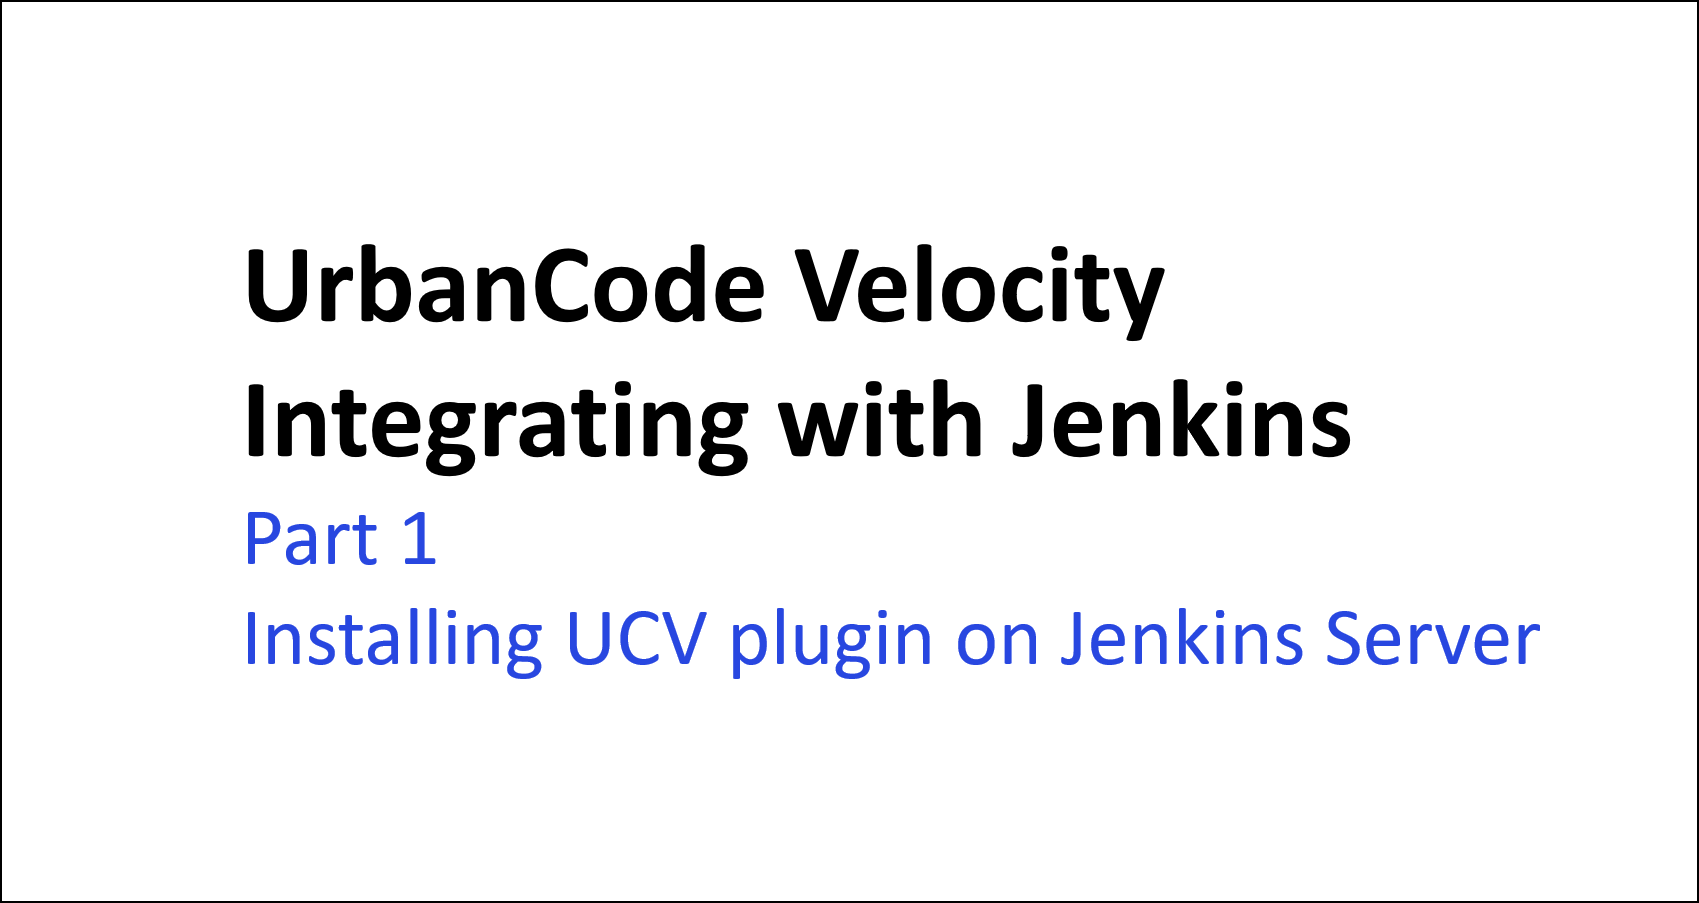 UrbanCode Velocity
Integrating with Jenkins
Part 1
Installing UCV plugin on Jenkins Server